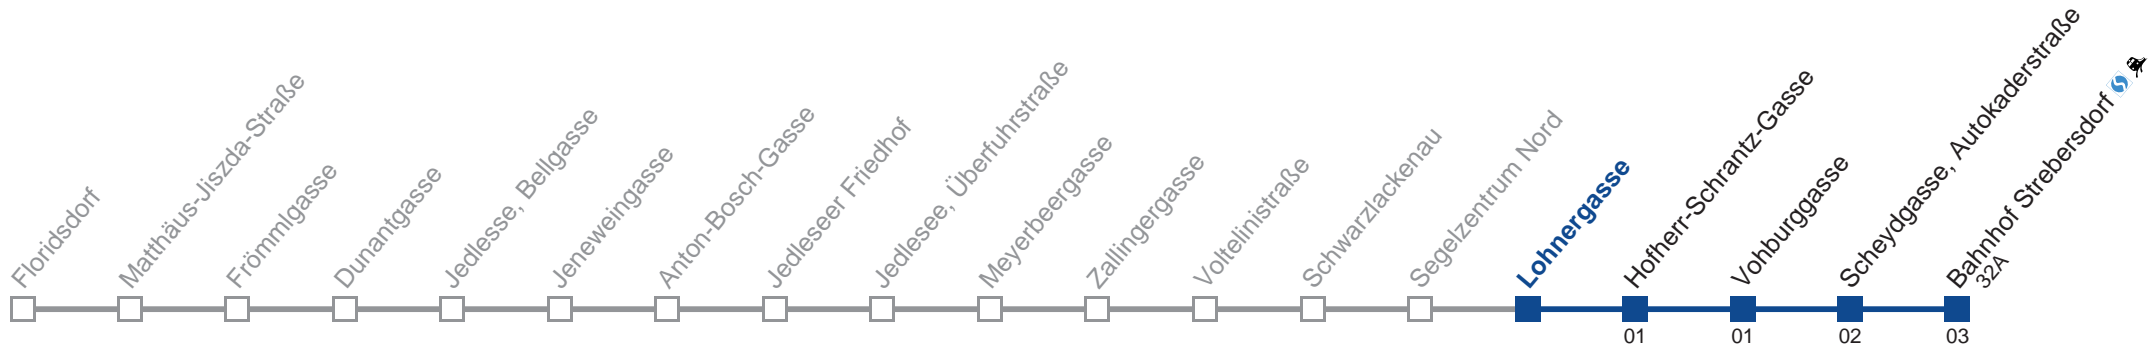 Floridsdorf
Matthäus-Jiszda-Straße
Frömmlgasse
Dunantgasse
Jedlesse, Bellgasse
Jeneweingasse
Anton-Bosch-Gasse
Jedleseer Friedhof
Jedlesee, Überfuhrstraße
Meyerbeergasse
Zallingergasse
Voltelinistraße
Schwarzlackenau
Segelzentrum Nord
Lohnergasse
Hofherr-Schrantz-Gasse
Vohburggasse
Scheydgasse, Autokaderstraße
Bahnhof Strebersdorf
32A
01
01
02
03